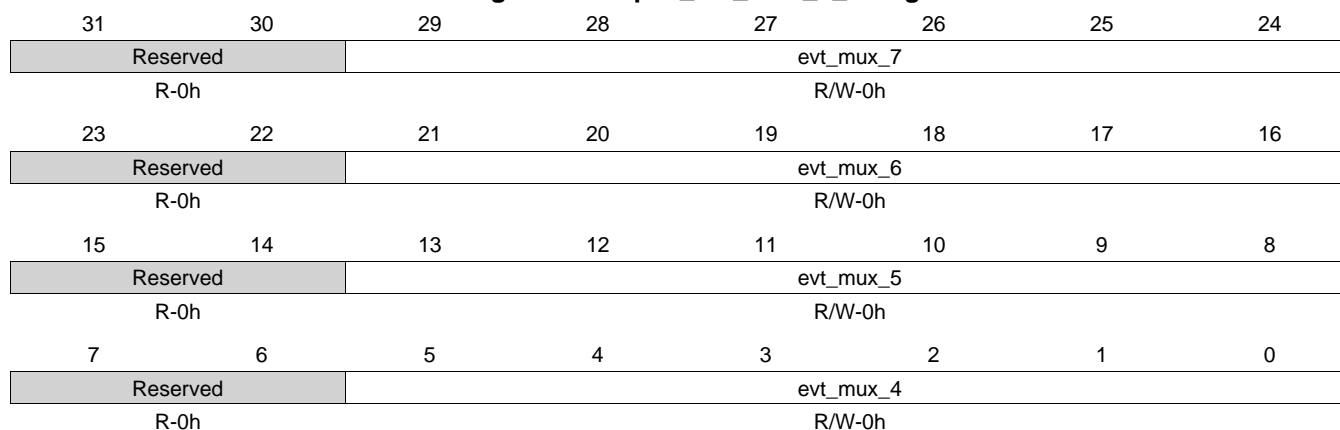 31 30 29 28 27 26 25 24
Reserved evt_mux_7
R-0h R/W-0h
23 22 21 20 19 18 17 16
Reserved evt_mux_6
R-0h R/W-0h
15 14 13 12 11 10 9 8
Reserved evt_mux_5
R-0h R/W-0h
7 6 5 4 3 2 1 0
Reserved evt_mux_4
R-0h R/W-0h